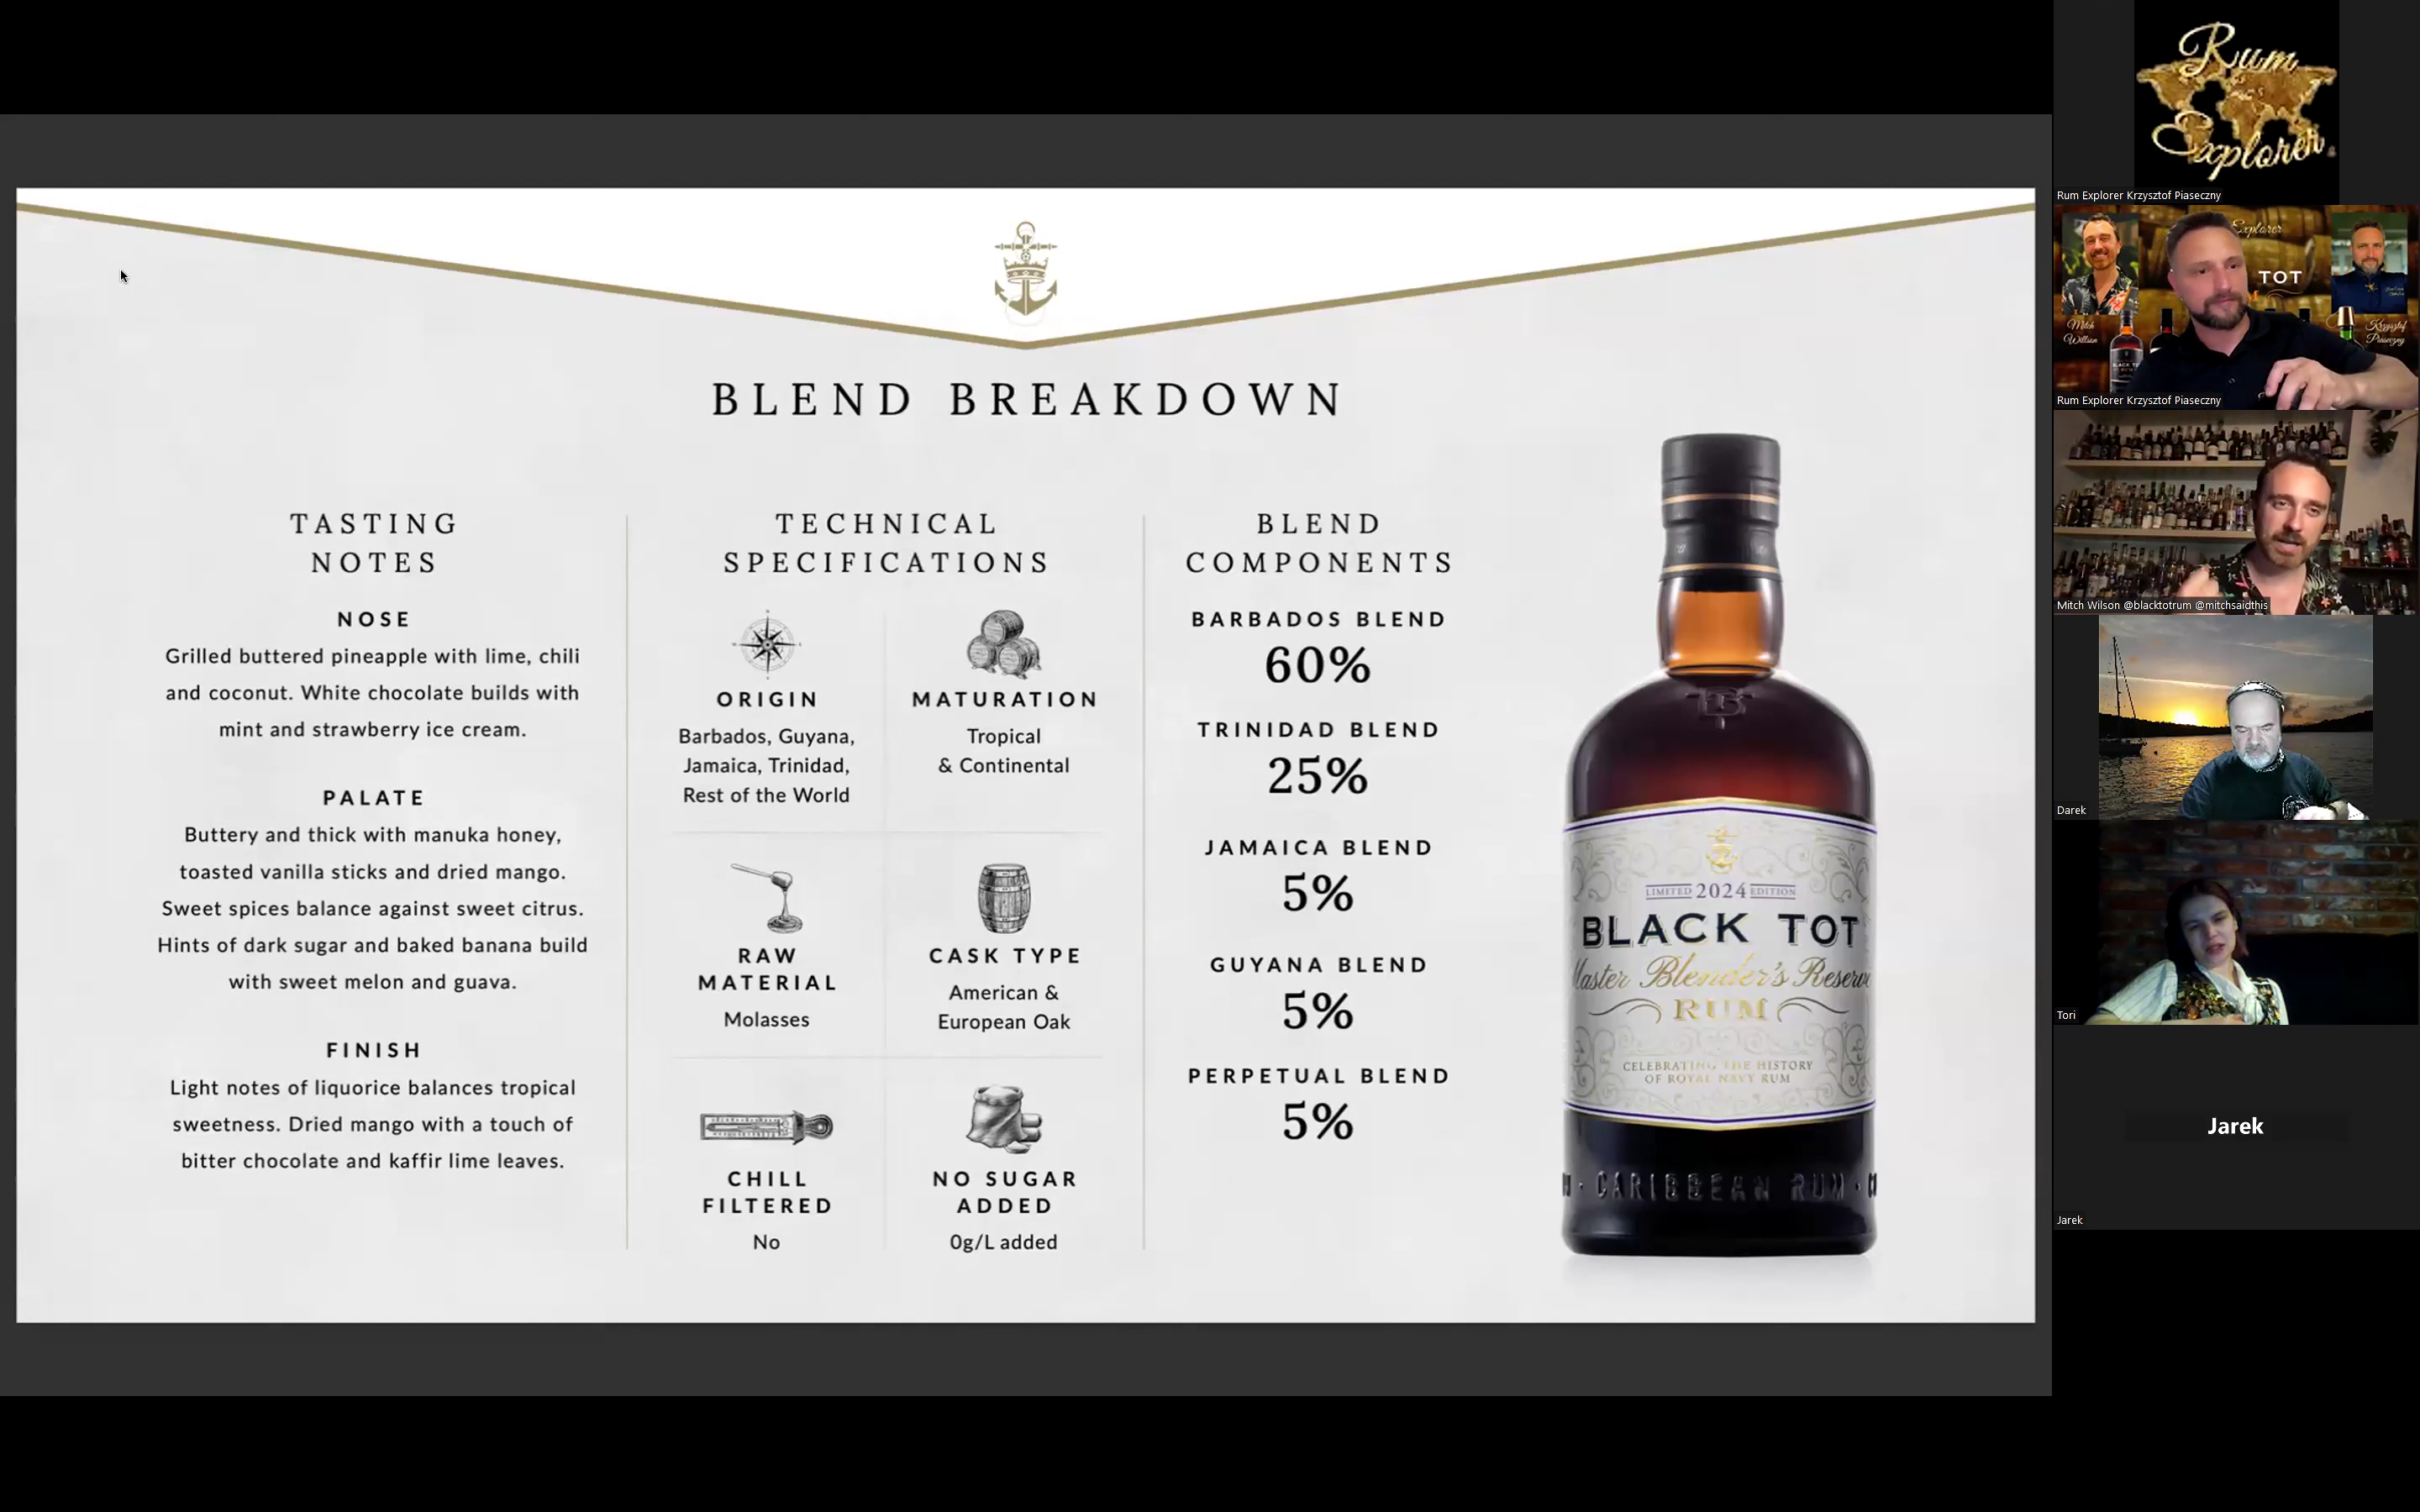 BLEND BREAKDOWN
TASTING
NOTES
NOSE
Grilled buttered pineapple with lime, chili
and coconut. White chocolate builds with
mint and strawberry ice cream.
PALATE
Buttery and thick with manuka honey,
toasted vanilla sticks and dried mango.
Sweet spices balance against sweet citrus.
Hints of dark sugar and baked banana build
with sweet melon and guava.
FINISH
Light notes of liquorice balances tropical
sweetness. Dried mango with a touch of
bitter chocolate and kaffir lime leaves.
TECHNICAL
SPECIFICATIONS
ORIGIN
Barbados, Guyana,
Jamaica, Trinidad,
Rest of the World
MATURATION
Tropical
& Continental
RAW
MATERIAL
Molasses
CASK TYPE
American &
European Oak
CHILL
FILTERED
No
NO SUGAR
ADDED
0g/L added
BLEND
COMPONENTS
BARBADOS BLEND
60%
TRINIDAD BLEND
25%
JAMAICA BLEND
5%
GUYANA BLEND
5%
PERPETUAL BLEND
5%
LIMITED 2024 EDITION
BLACK TOT
Master Blender's Reserve
RUM
CELEBRATING THE HISTORY
OF ROYAL NAVY RUM
CARIBBEAN RUM
Rum
Explorer
Rum Explorer Krzysztof Piaseczny
Explorer
TOT
Mitch
Wilson
Krzysztof
Piaseczny
BLACK
Rum Explorer Krzysztof Piaseczny
Mitch Wilson @blacktotrum @mitchsaidthis
Darek
Tori
Jarek
Jarek